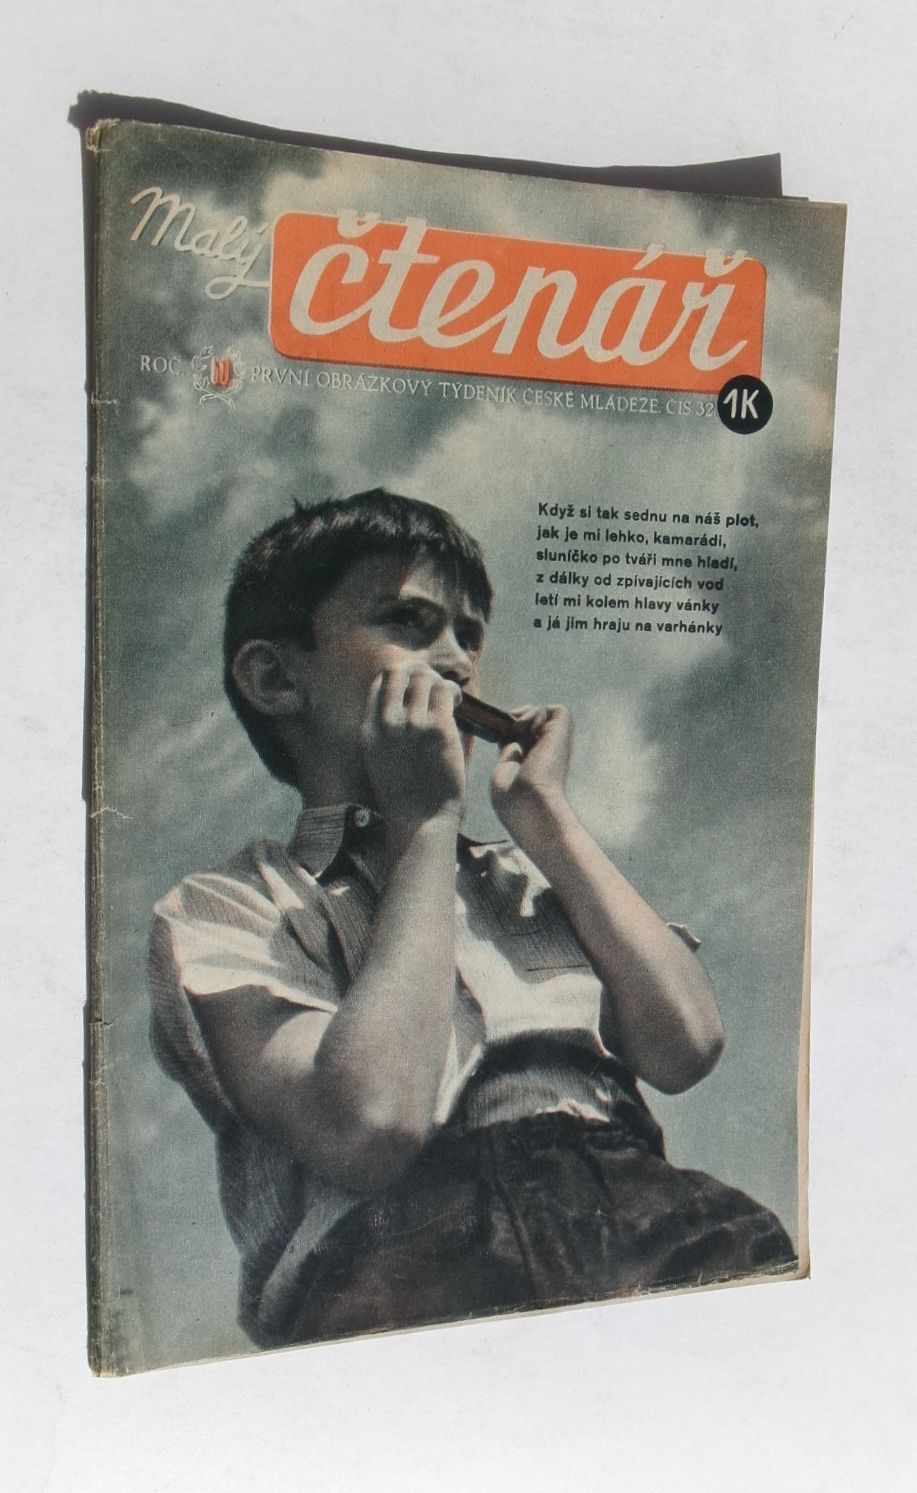 Malý
čtenář
ROČ. 60 PRVNÍ OBRÁZKOVÝ TÝDENÍK ČESKÉ MLÁDEŽE. ČÍS. 32 1K
Když si tak sednu na náš plot,
jak je mi lehko, kamarádi,
sluníčko po tváři mne hladí,
z dálky od zpívajících vod
letí mi kolem hlavy vánky
a já jim hraju na varhánky